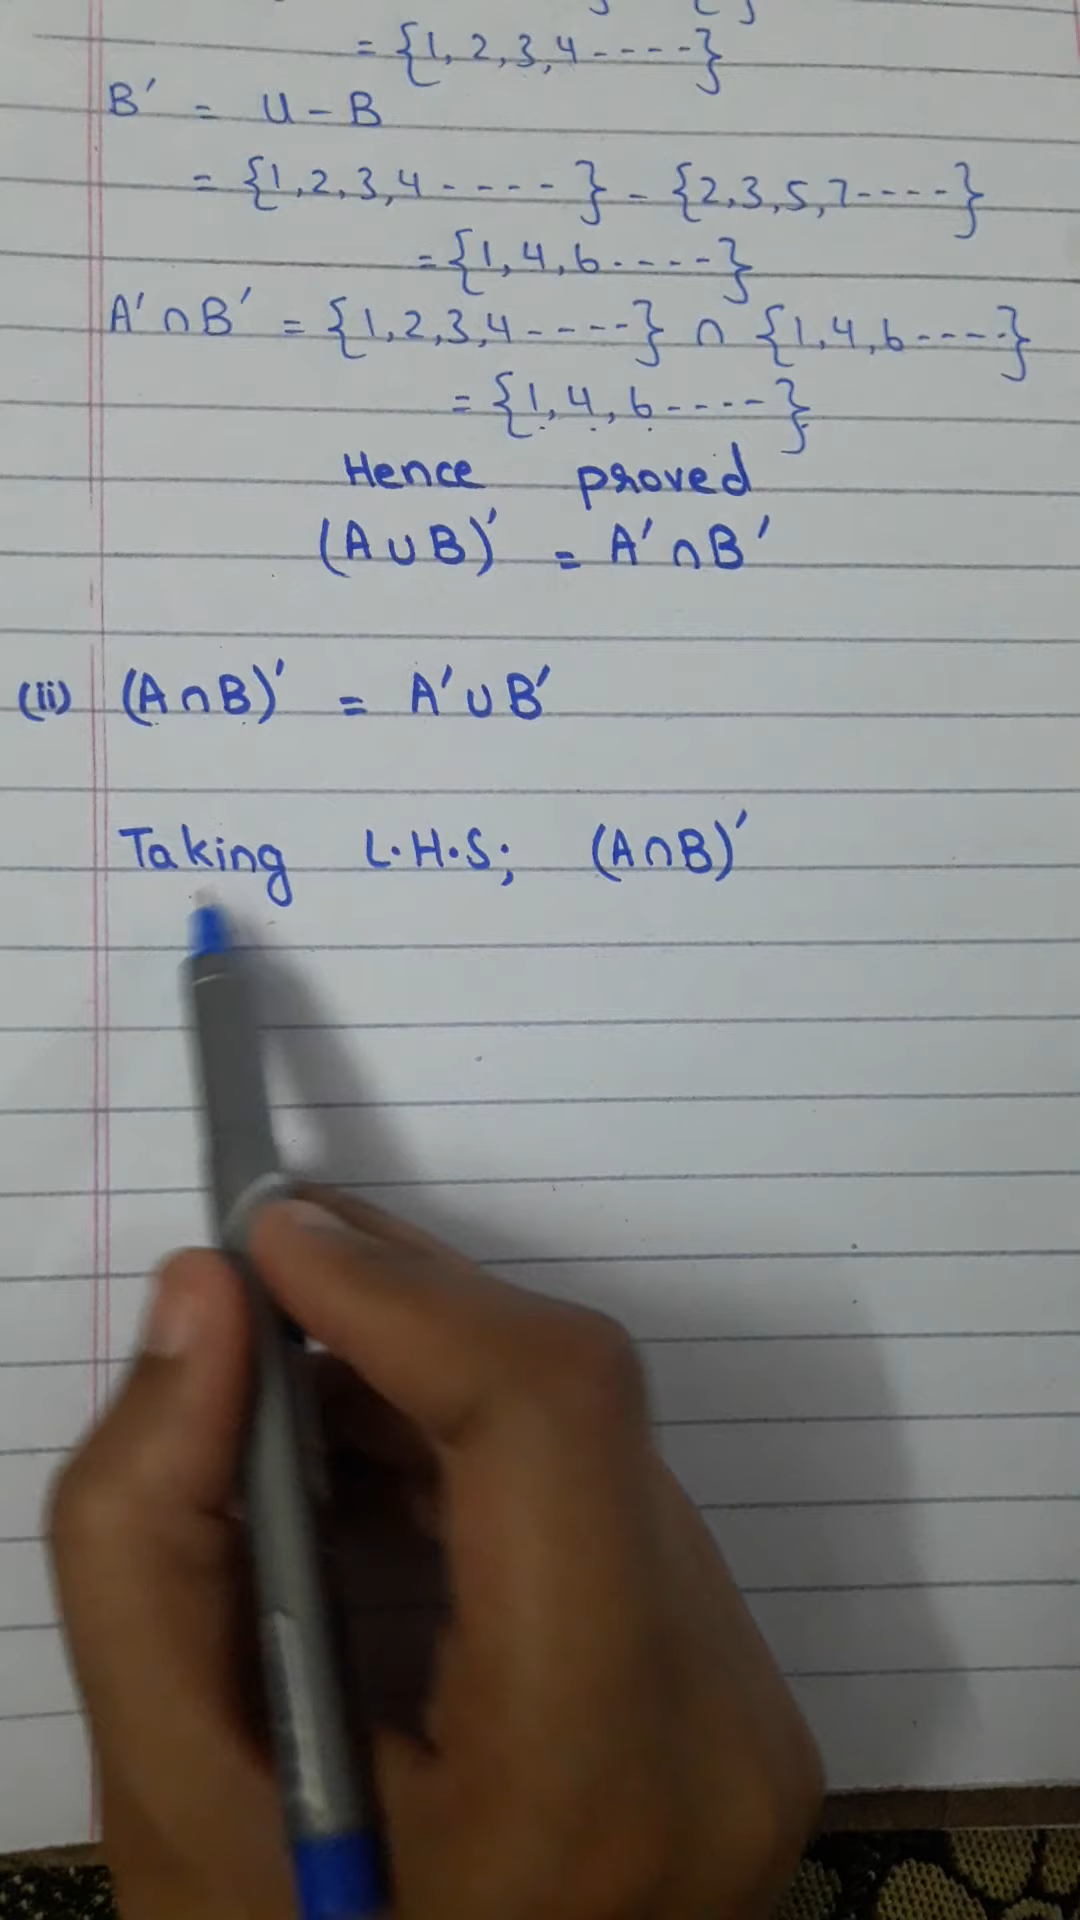 = {1, 2, 3, 4 - - - - -}
B' = U - B
= {1, 2, 3, 4 - - - - - } - {2, 3, 5, 7 - - - - -}
= {1, 4, 6 - - - - -}
A' ∩ B' = {1, 2, 3, 4 - - - - -} ∩ {1, 4, 6 - - - -}
= {1, 4, 6 - - - - -}
Hence proved
(A ∪ B)' = A' ∩ B'
(ii) (A ∩ B)' = A' ∪ B'
Taking L.H.S; (A ∩ B)'